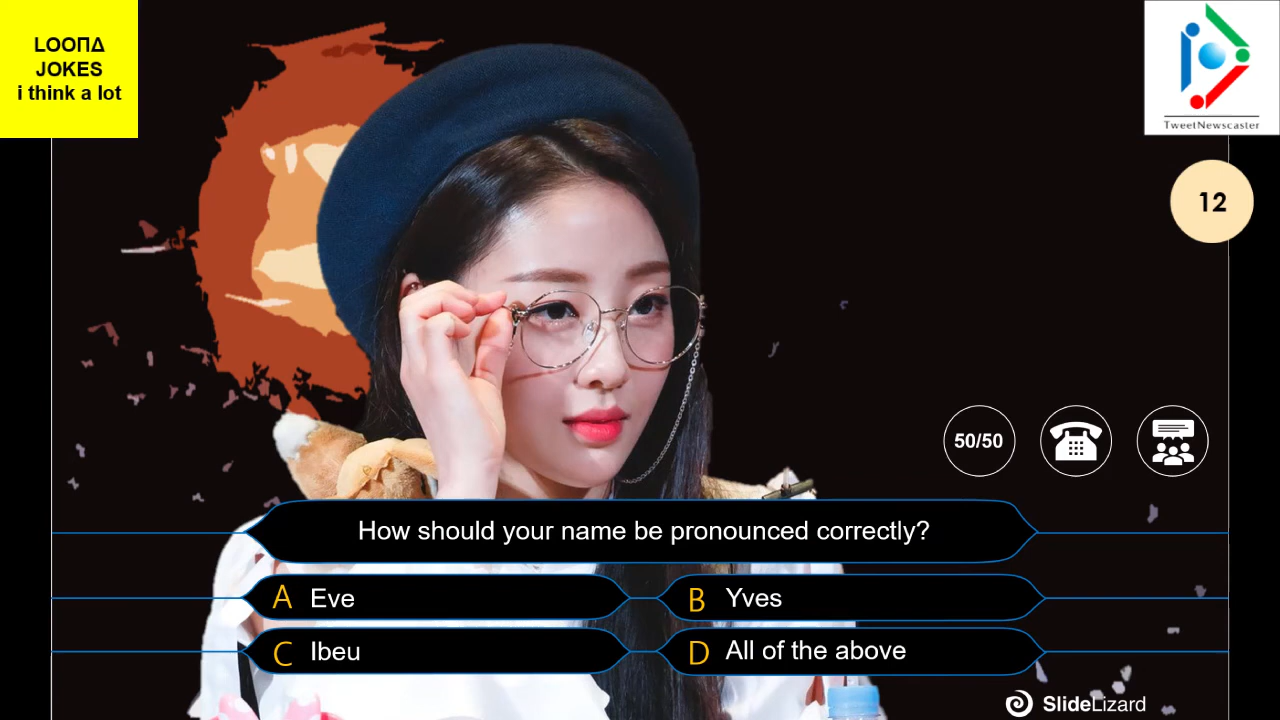 LOOΠΔ
JOKES
i think a lot
TweetNewscaster
12
50/50
How should your name be pronounced correctly?
A Eve
B Yves
C Ibeu
D All of the above
SlideLizard